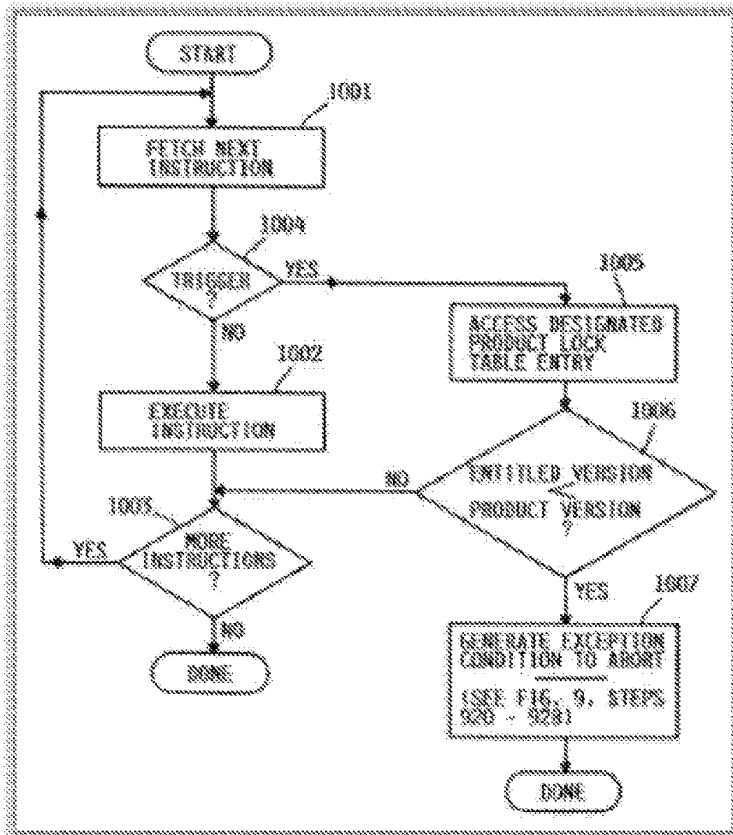 START
1001
FETCH NEXT
INSTRUCTION
1004
TRIGGER
?
YES
NO
1005
ACCESS DESIGNATED
PRODUCT LOCK
TABLE ENTRY
1002
EXECUTE
INSTRUCTION
1006
ENTITLED VERSION
<
PRODUCT VERSION
?
NO
YES
1003
MORE
INSTRUCTIONS
?
YES
NO
DONE
1007
GENERATE EXCEPTION
CONDITION TO ABORT
(SEE FIG. 9, STEPS
920 - 928)
DONE